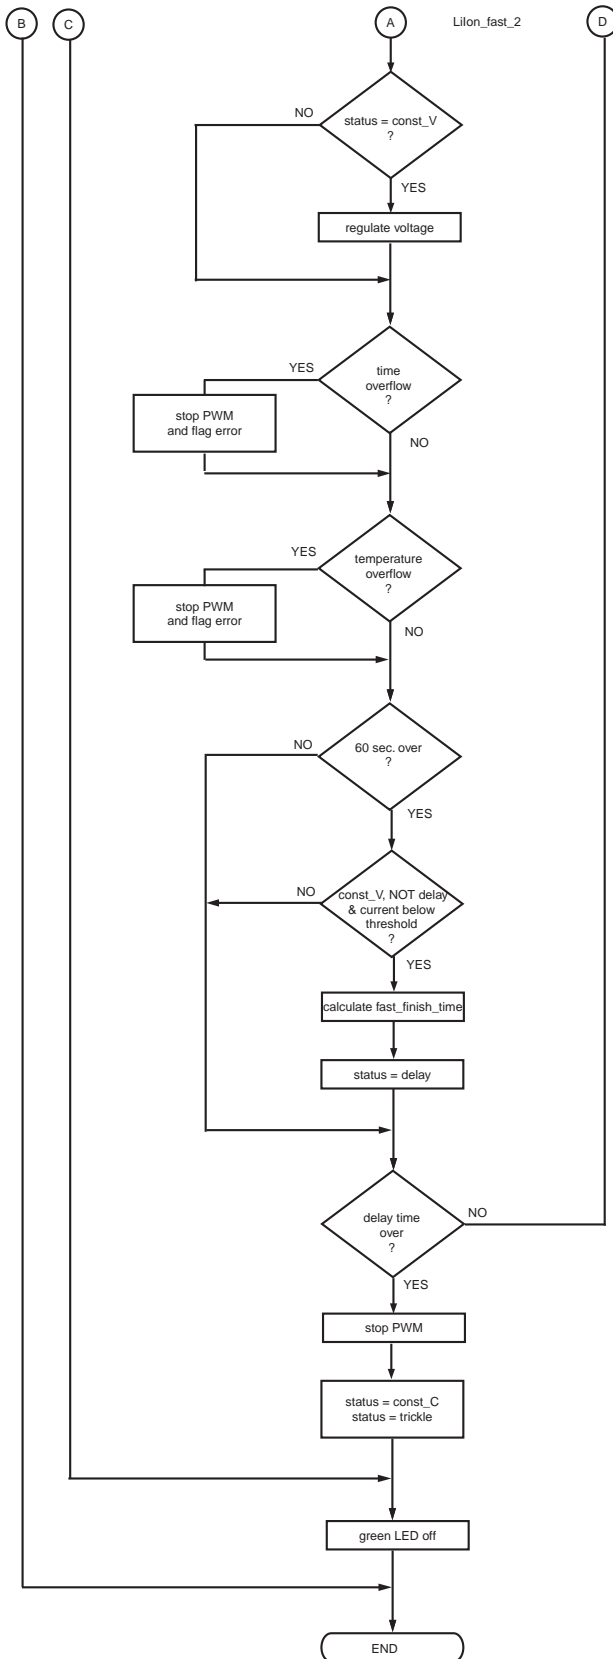 B
C
A
LiIon_fast_2
D
NO
status = const_V
?
YES
regulate voltage
YES
time
overflow
?
stop PWM
and flag error
NO
YES
temperature
overflow
?
stop PWM
and flag error
NO
NO
60 sec. over
?
YES
NO
const_V, NOT delay
& current below
threshold
?
YES
calculate fast_finish_time
status = delay
delay time
over
?
NO
YES
stop PWM
status = const_C
status = trickle
green LED off
END